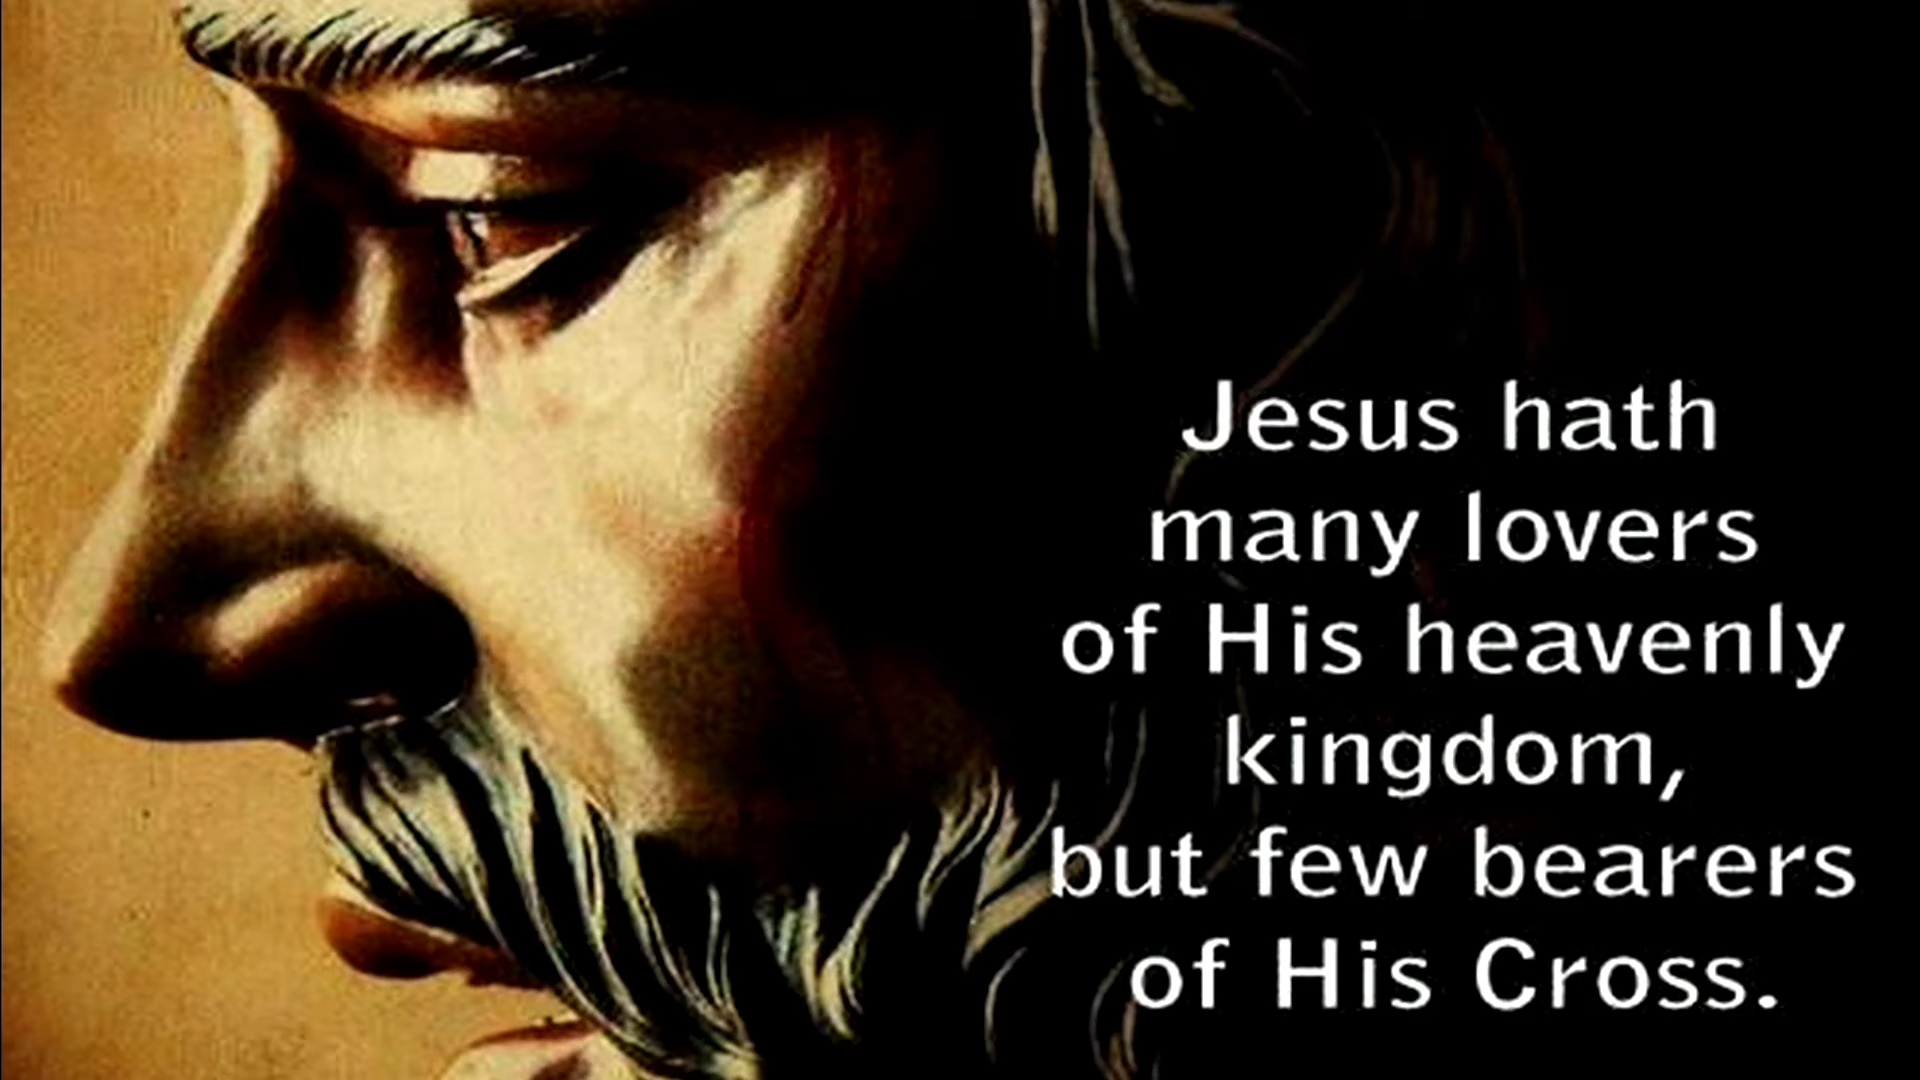 Jesus hath
many lovers
of His heavenly
kingdom,
but few bearers
of His Cross.